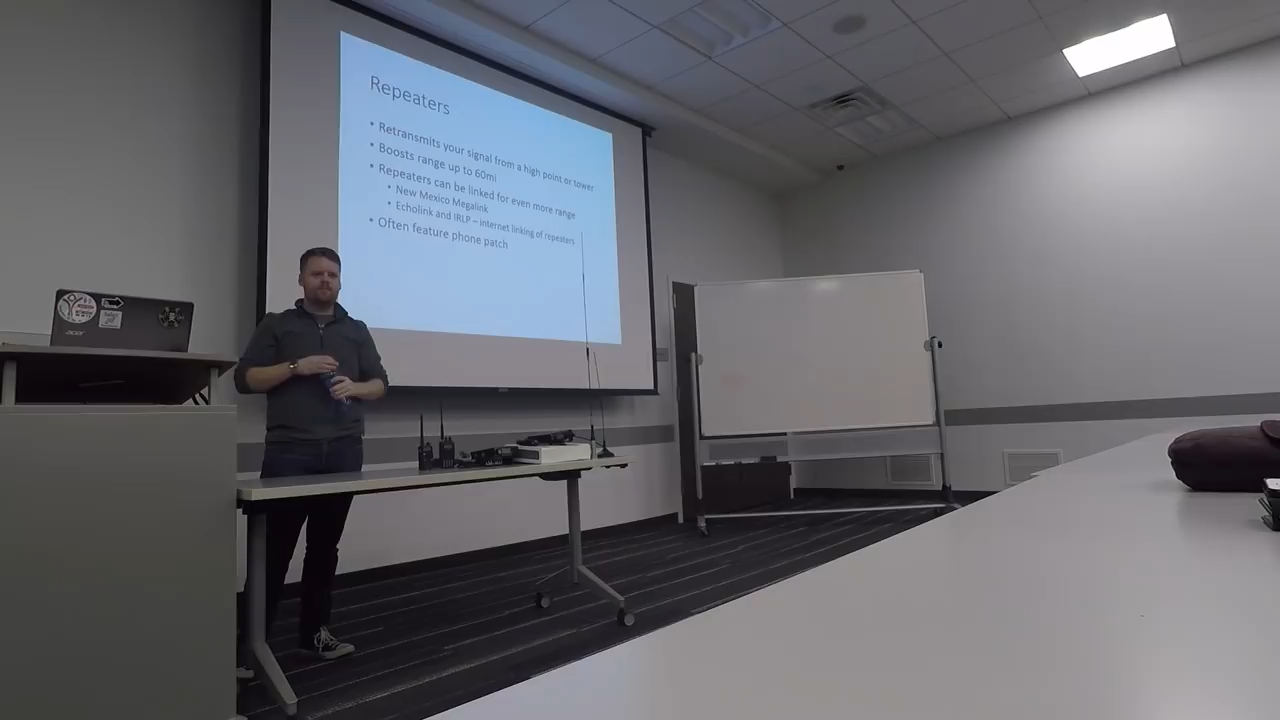 Repeaters
• Retransmits your signal from a high point or tower
• Boosts range up to 60mi
• Repeaters can be linked for even more range
• New Mexico Megalink
• Echolink and IRLP – internet linking of repeaters
• Often feature phone patch
acer